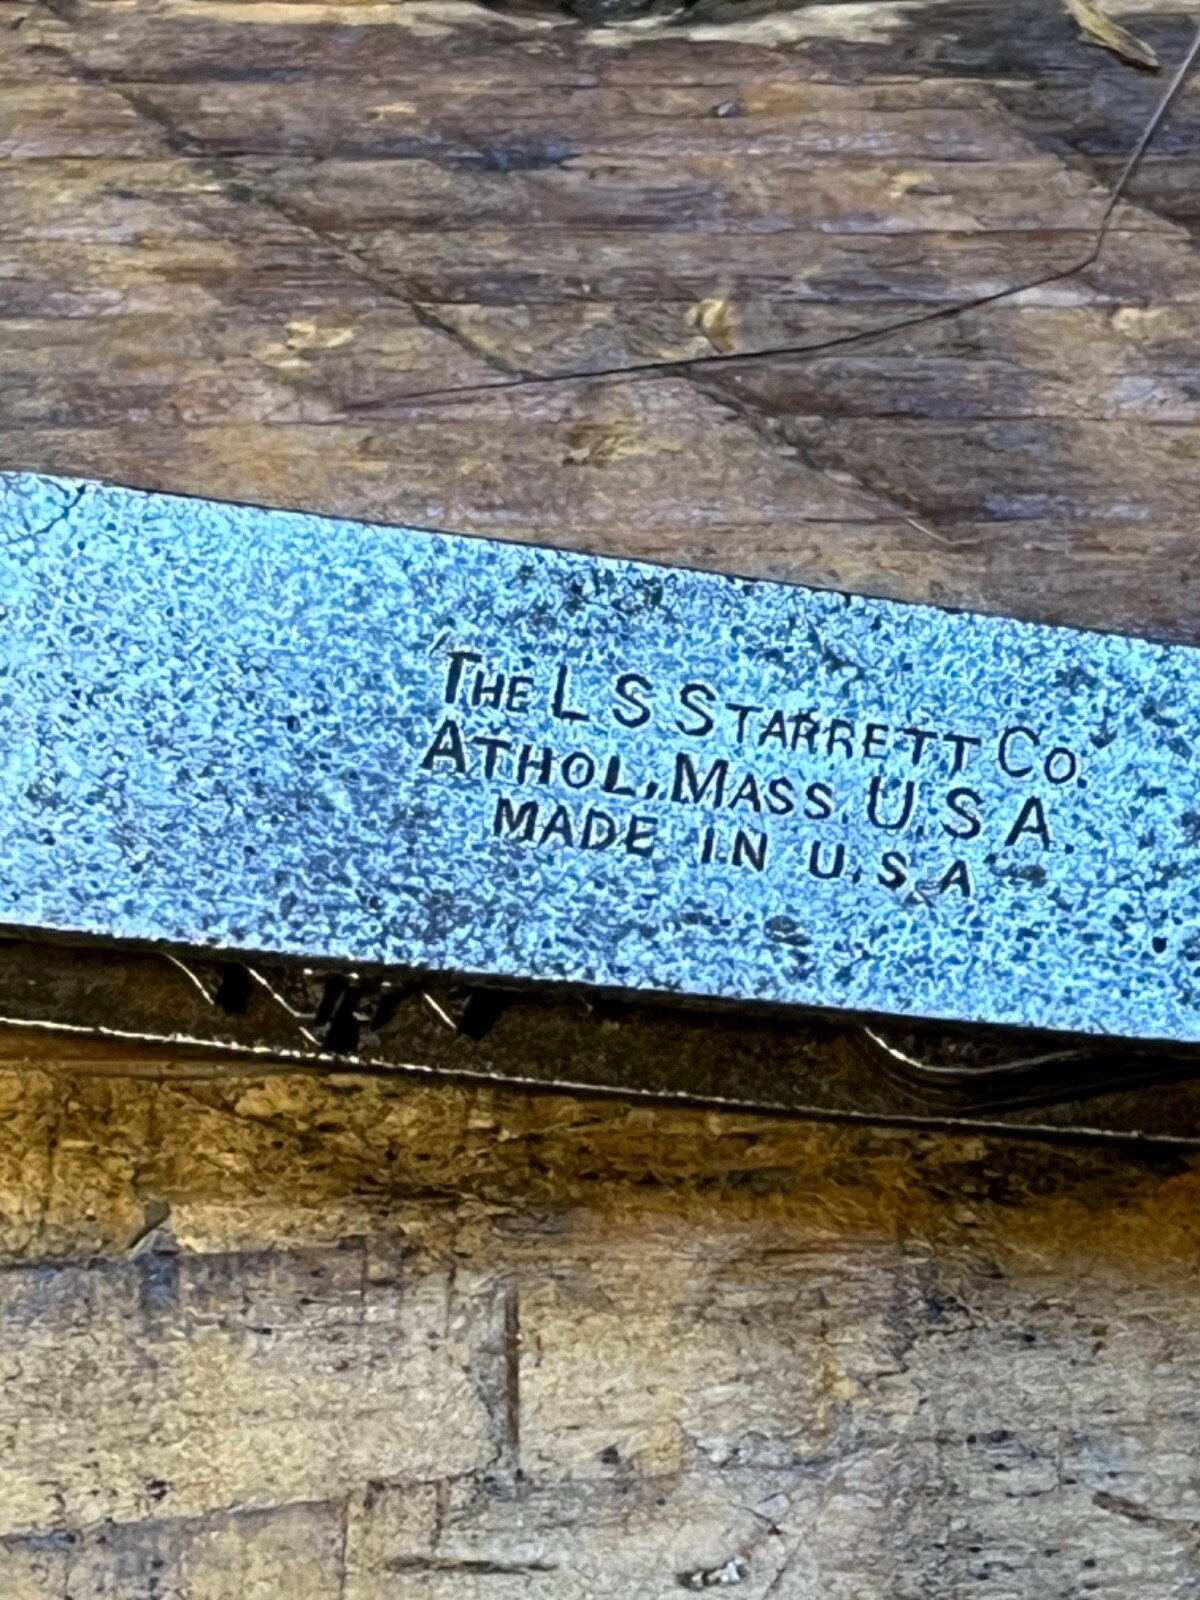 THE L S STARRETT CO.
ATHOL, MASS. U.S.A.
MADE IN U.S.A